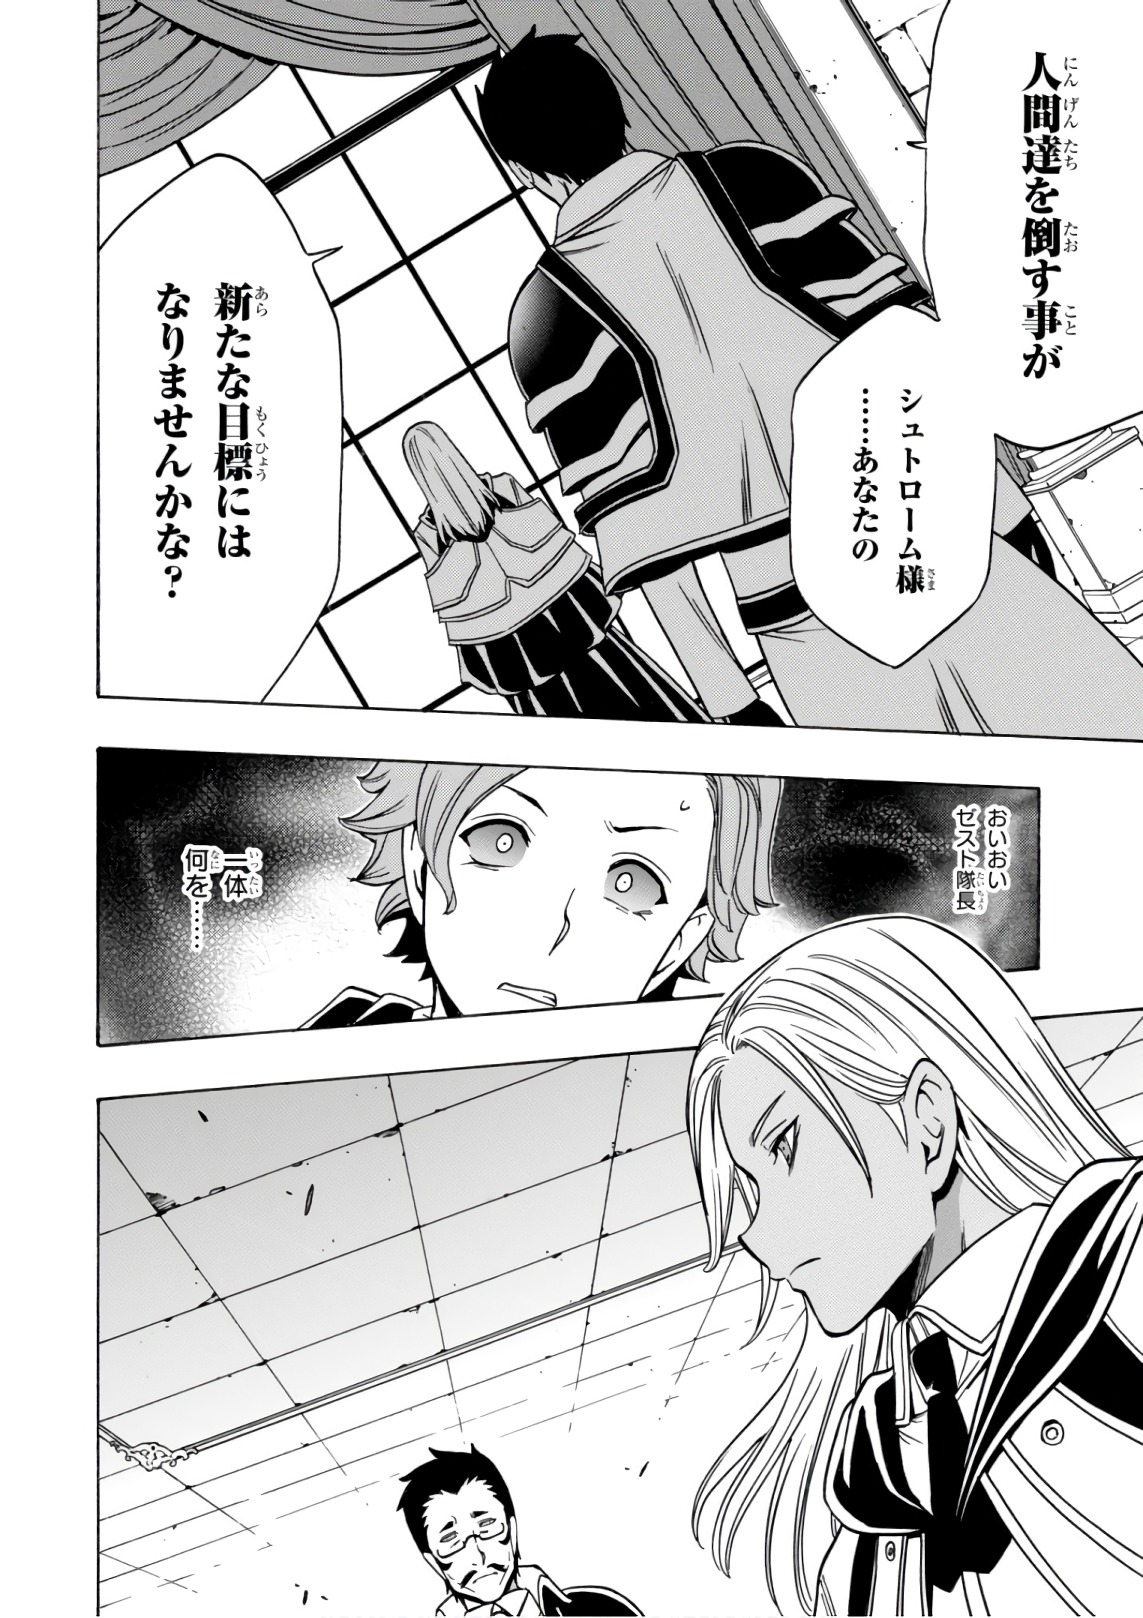 人間達を倒す事が
シュトローム様
……あなたの
新たな目標には
なりませんかな?
おいおい
ゼスト隊長
一体
何を……